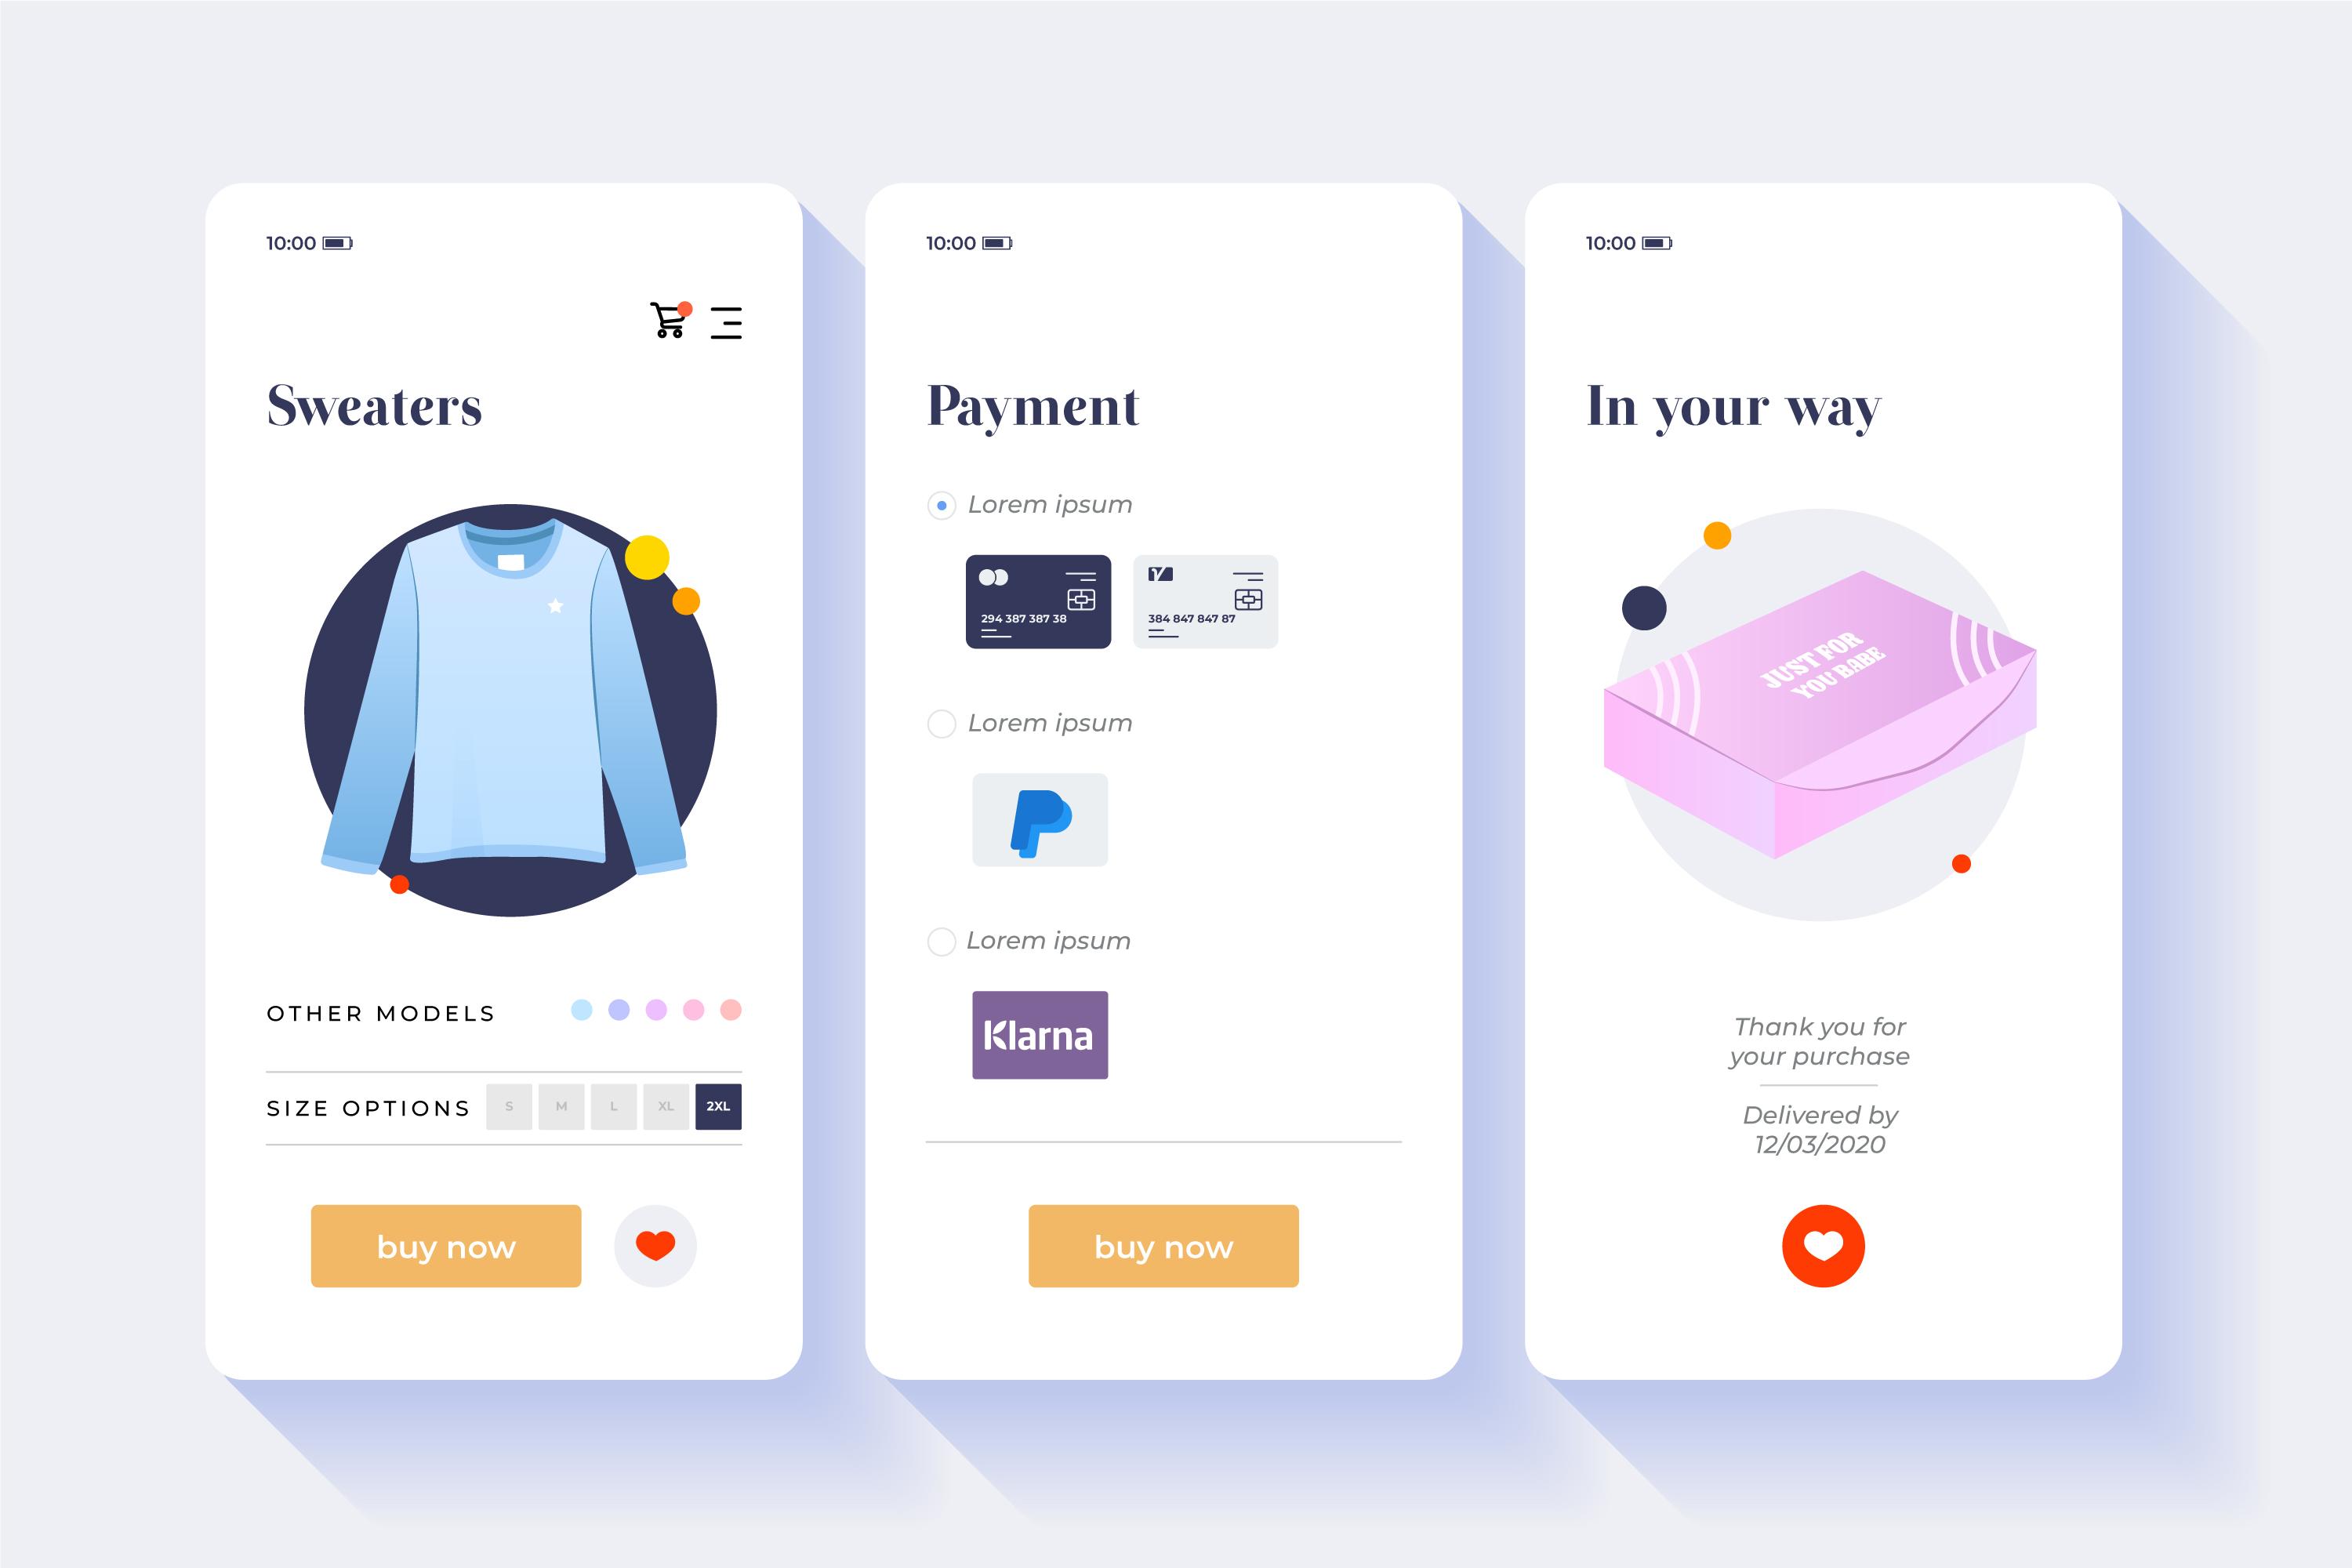 10:00
Sweaters
OTHER MODELS
SIZE OPTIONS S M L XL 2XL
buy now
10:00
Payment
Lorem ipsum
294 387 387 38
384 847 847 87
Lorem ipsum
Lorem ipsum
Klarna
buy now
10:00
In your way
JUST FOR
YOU BABE
Thank you for
your purchase
Delivered by
12/03/2020